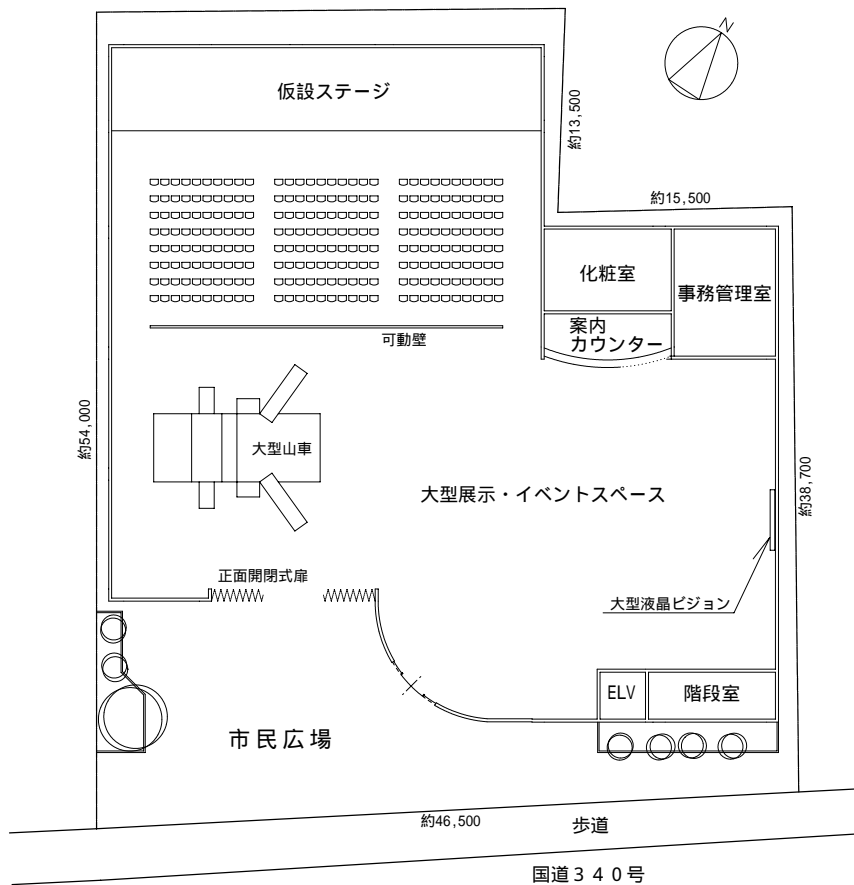 N
仮設ステージ
約13,500
約15,500
化粧室
事務管理室
案内
カウンター
可動壁
約54,000
大型山車
大型展示・イベントスペース
約38,700
正面開閉式扉
大型液晶ビジョン
ELV
階段室
市民広場
約46,500
歩道
国道340号